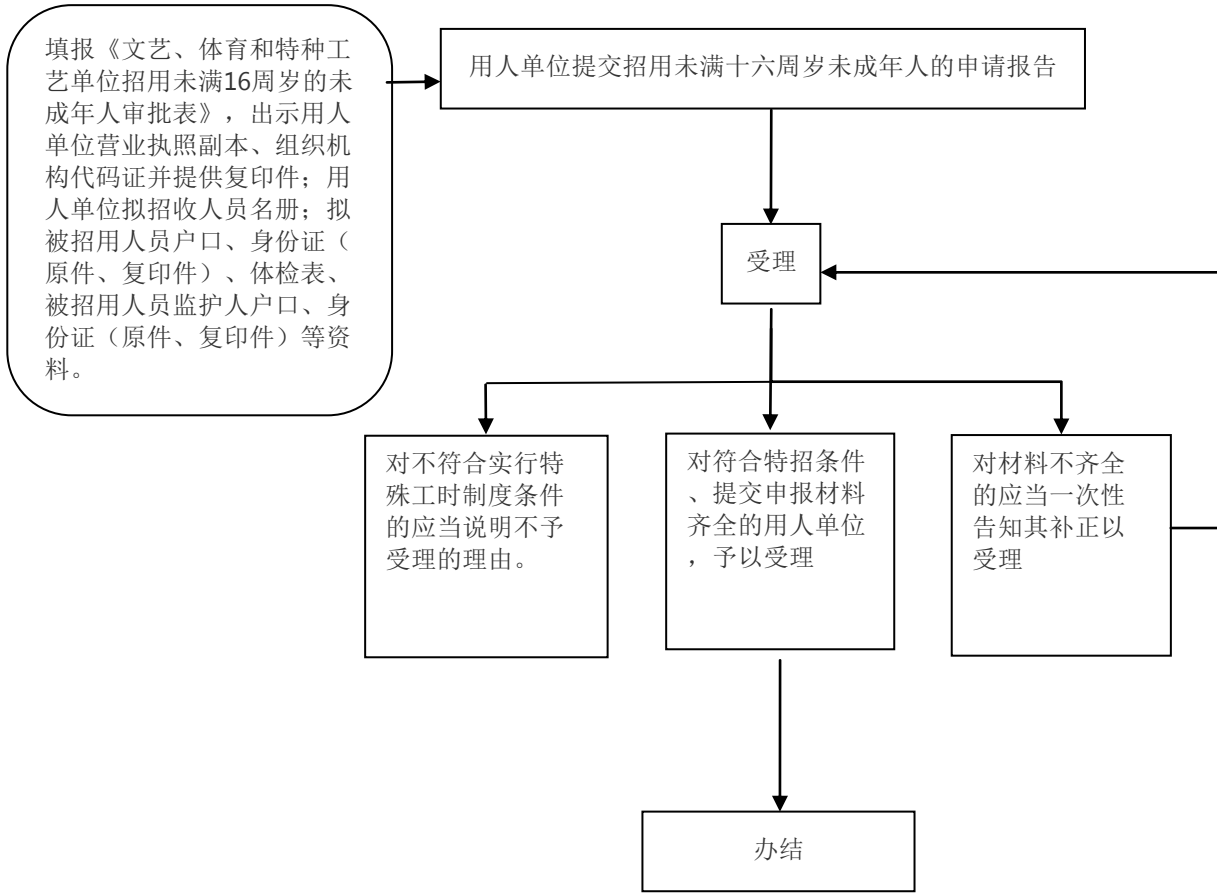 填报《文艺、体育和特种工
艺单位招用未满16周岁的未
成年人审批表》，出示用人
单位营业执照副本、组织机
构代码证并提供复印件；用
人单位拟招收人员名册；拟
被招用人员户口、身份证（
原件、复印件）、体检表、
被招用人员监护人户口、身
份证（原件、复印件）等资
料。
用人单位提交招用未满十六周岁未成年人的申请报告
受理
对不符合实行特
殊工时制度条件
的应当说明不予
受理的理由。
对符合特招条件
、提交申报材料
齐全的用人单位
，予以受理
对材料不齐全
的应当一次性
告知其补正以
受理
办结